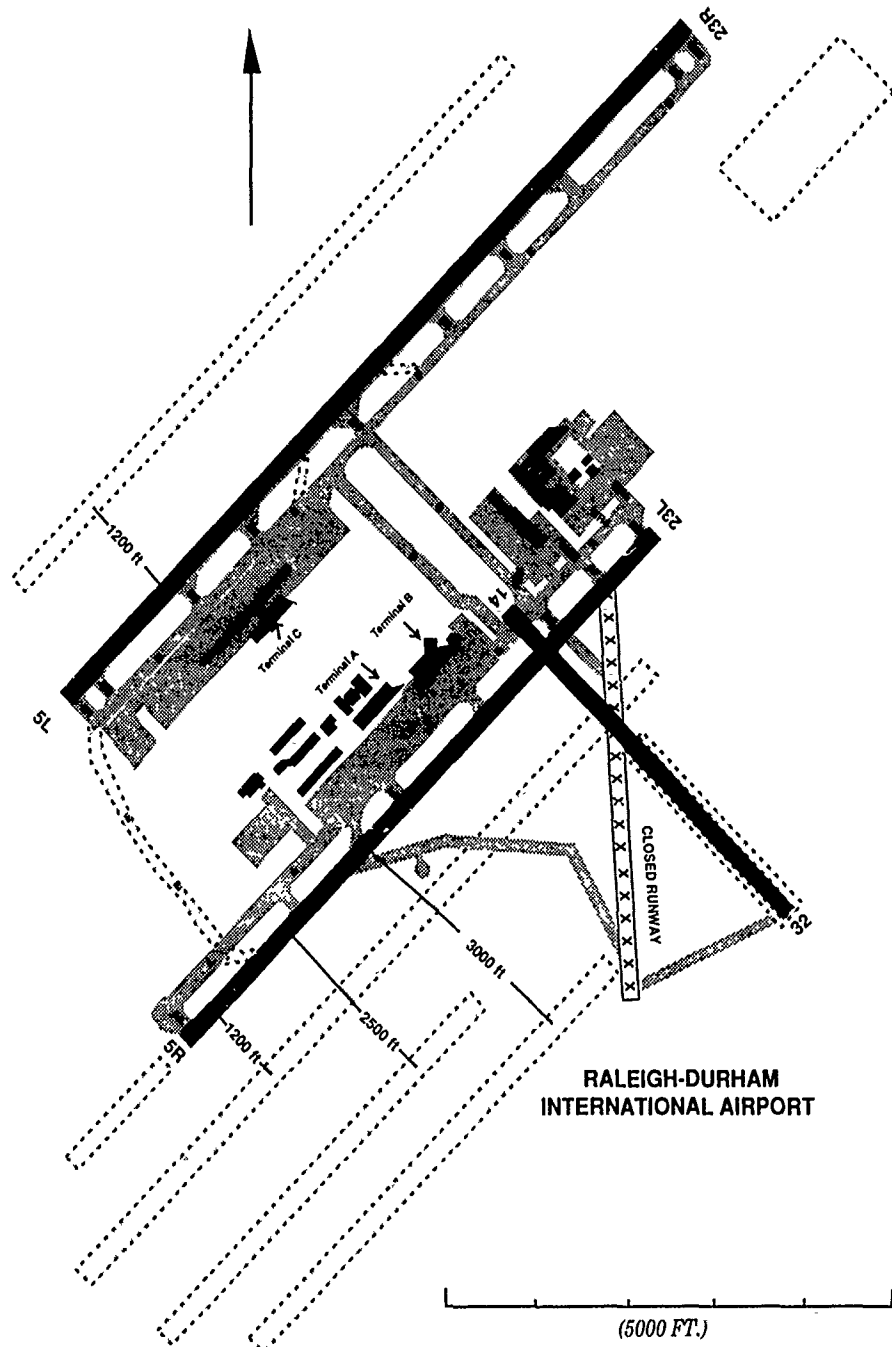 23R
1200 ft
23L
14
Terminal C
Terminal B
Terminal A
5L
CLOSED RUNWAY
32
3000 ft
2500 ft
1200 ft
5R
RALEIGH-DURHAM
INTERNATIONAL AIRPORT
(5000 FT.)